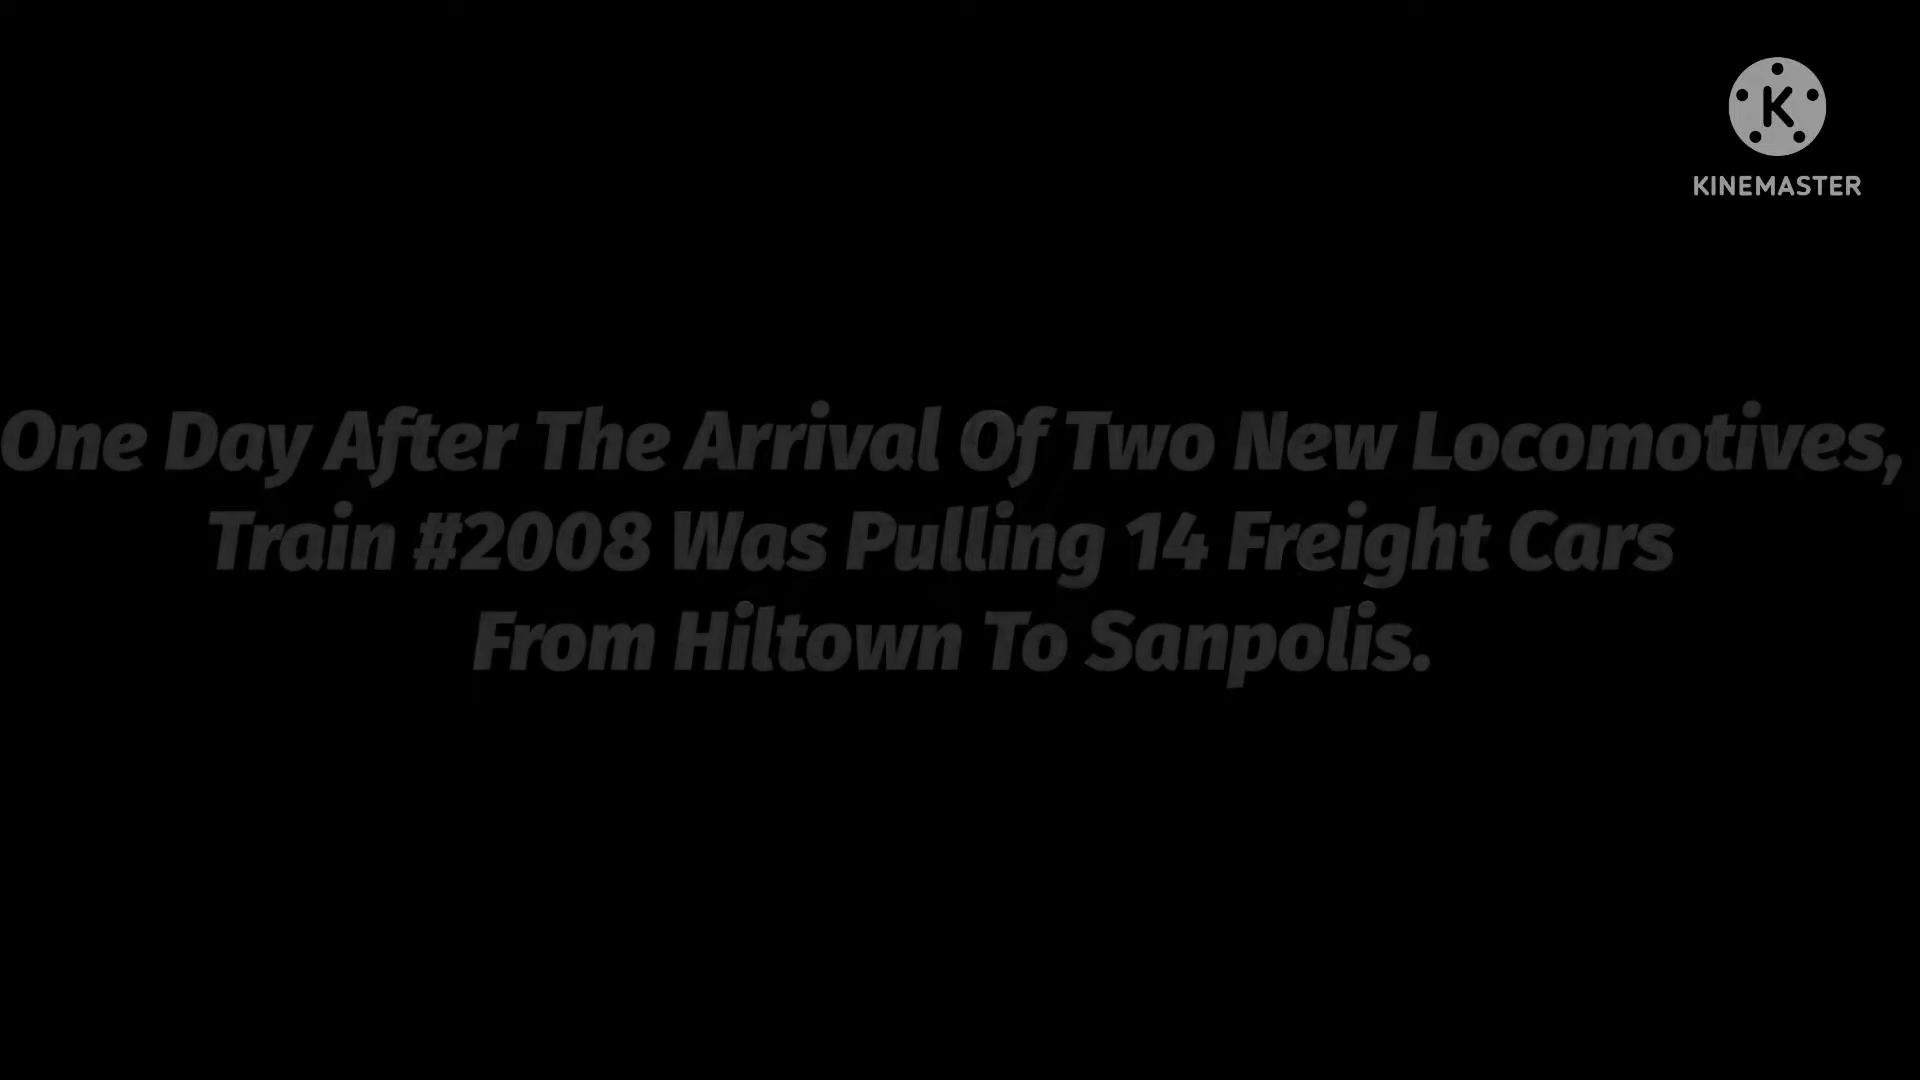 K
KINEMASTER
One Day After The Arrival Of Two New Locomotives,
Train #2008 Was Pulling 14 Freight Cars
From Hiltown To Sanpolis.